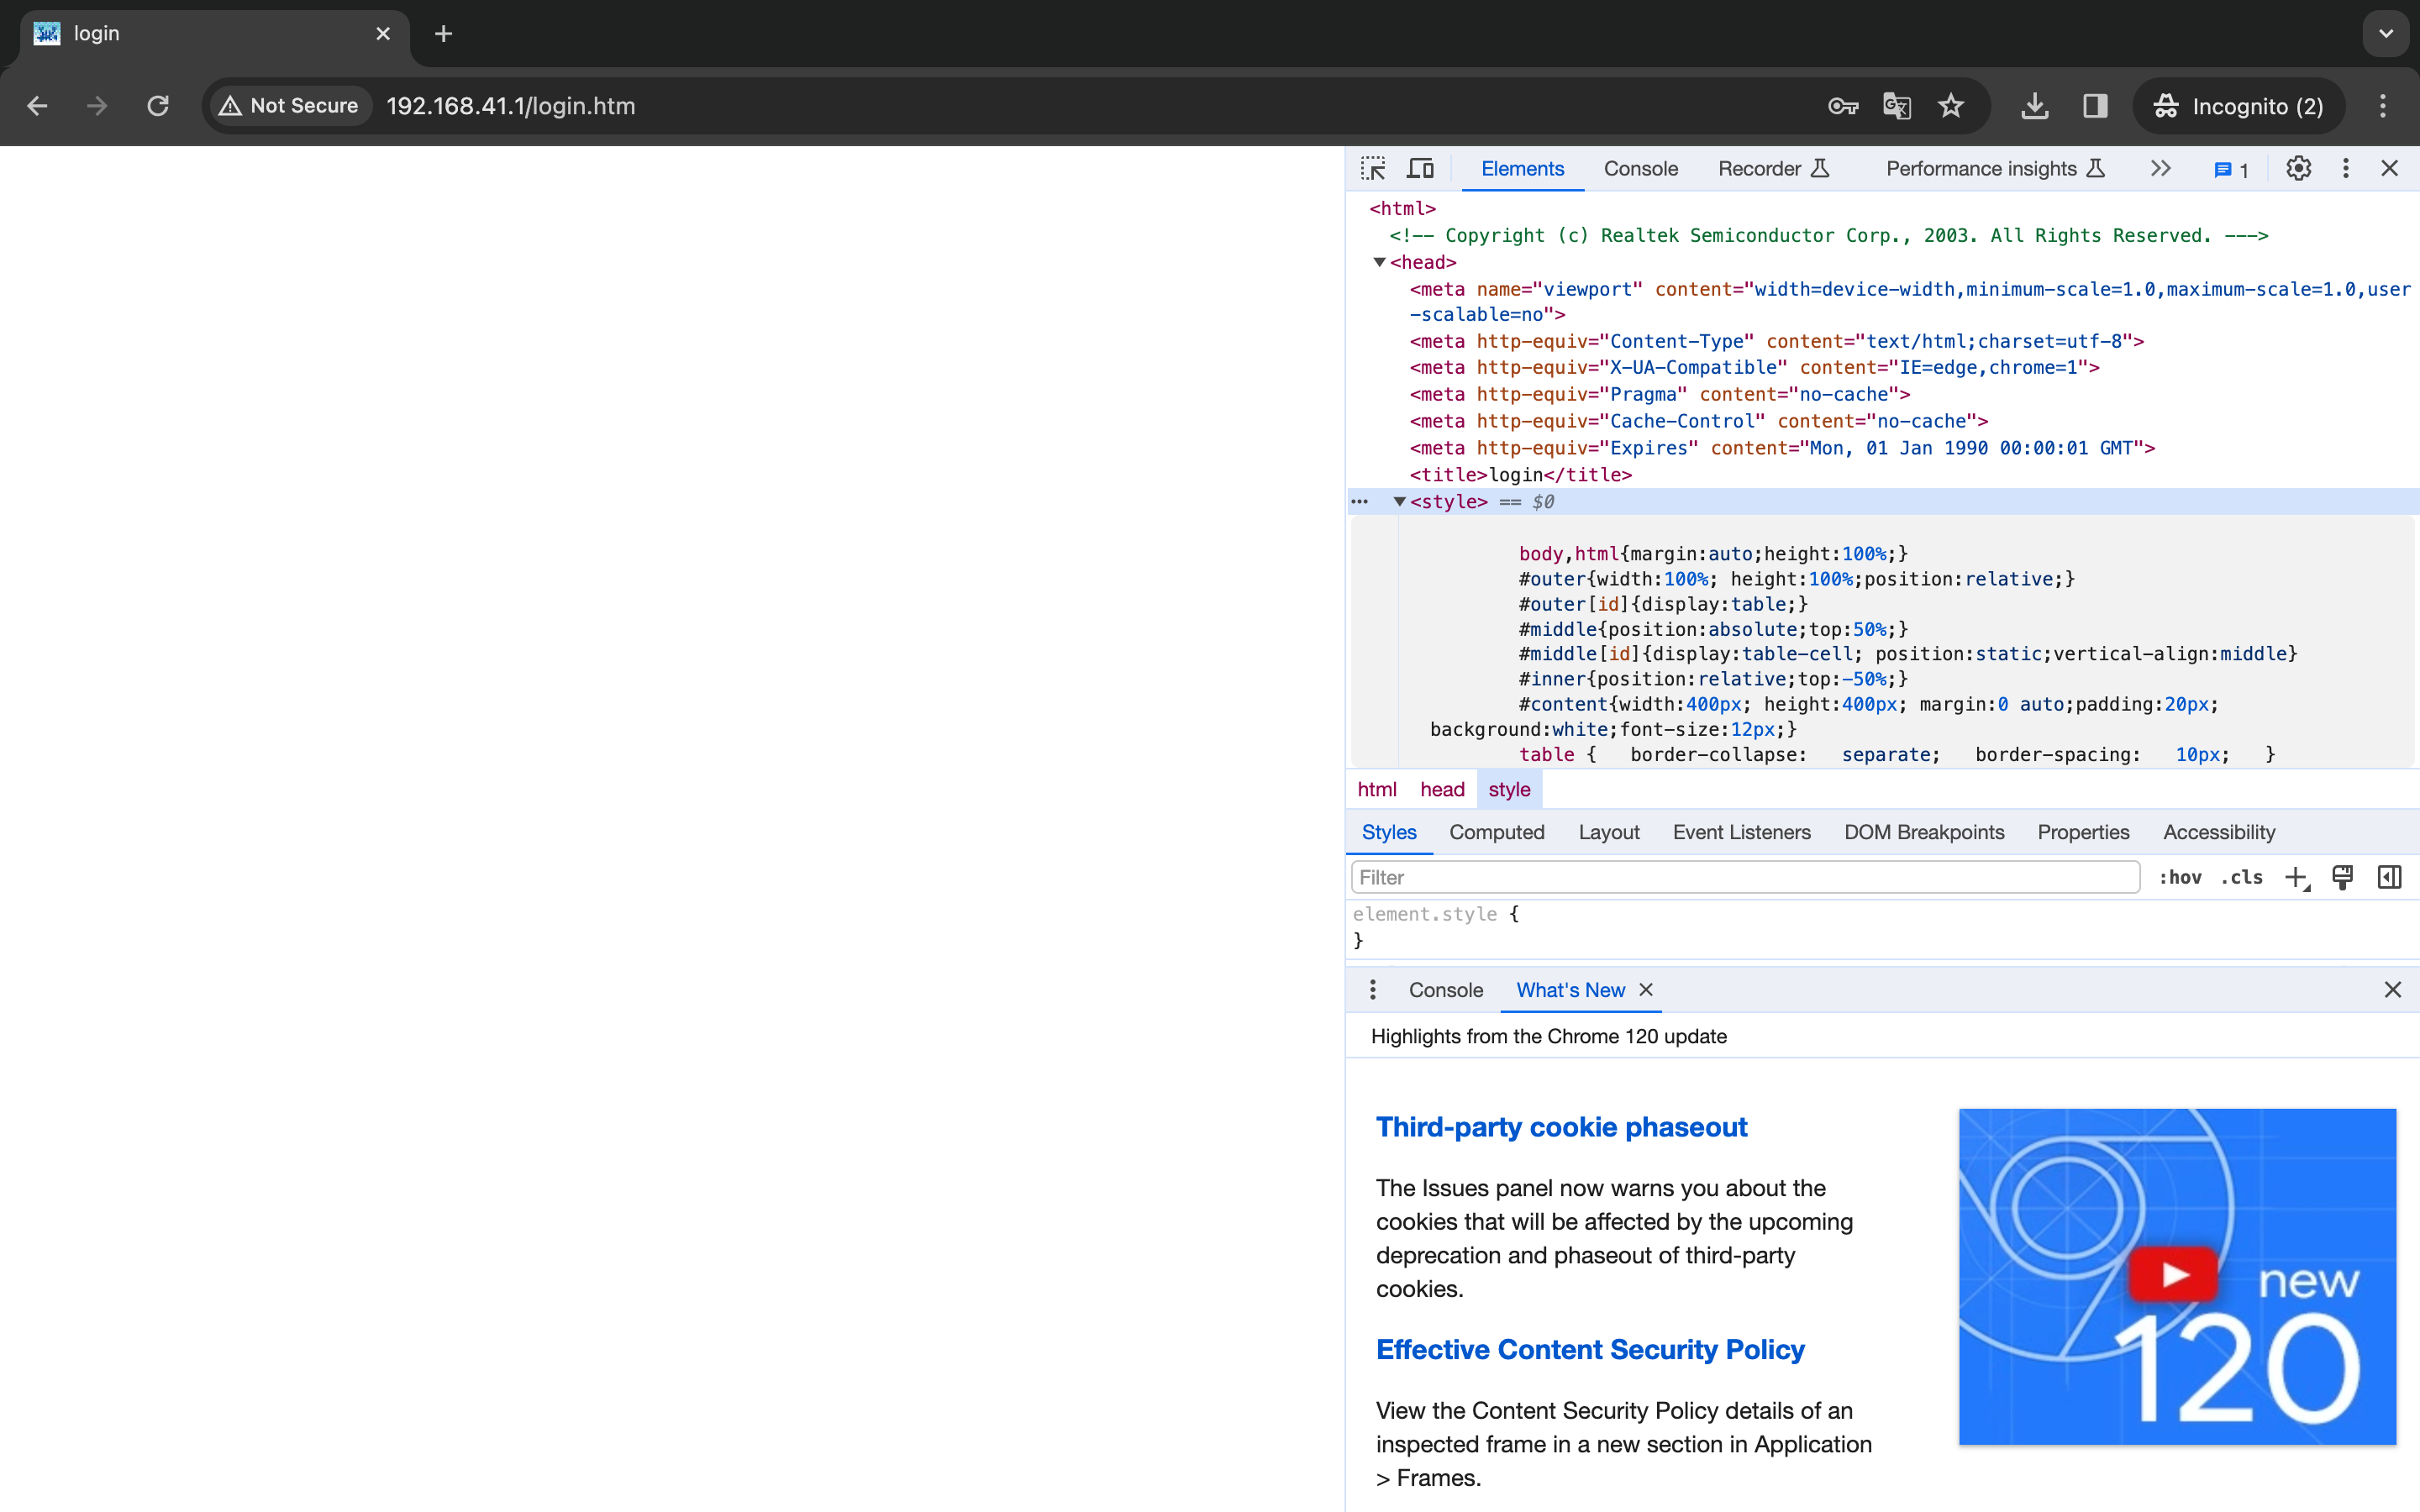 login
Not Secure 192.168.41.1/login.htm Incognito (2)
Elements Console Recorder Performance insights 1
<html>
<!-- Copyright (c) Realtek Semiconductor Corp., 2003. All Rights Reserved. --->
<head>
<meta name="viewport" content="width=device-width,minimum-scale=1.0,maximum-scale=1.0,user
-scalable=no">
<meta http-equiv="Content-Type" content="text/html;charset=utf-8">
<meta http-equiv="X-UA-Compatible" content="IE=edge,chrome=1">
<meta http-equiv="Pragma" content="no-cache">
<meta http-equiv="Cache-Control" content="no-cache">
<meta http-equiv="Expires" content="Mon, 01 Jan 1990 00:00:01 GMT">
<title>login</title>
<style> == $0
body,html{margin:auto;height:100%;}
#outer{width:100%; height:100%;position:relative;}
#outer[id]{display:table;}
#middle{position:absolute;top:50%;}
#middle[id]{display:table-cell; position:static;vertical-align:middle}
#inner{position:relative;top:-50%;}
#content{width:400px; height:400px; margin:0 auto;padding:20px;
background:white;font-size:12px;}
table { border-collapse: separate; border-spacing: 10px; }
html head style
Styles Computed Layout Event Listeners DOM Breakpoints Properties Accessibility
Filter :hov .cls
element.style {
}
Console What's New
Highlights from the Chrome 120 update
Third-party cookie phaseout
The Issues panel now warns you about the
cookies that will be affected by the upcoming
deprecation and phaseout of third-party
cookies.
Effective Content Security Policy
View the Content Security Policy details of an
inspected frame in a new section in Application
> Frames.
new
120